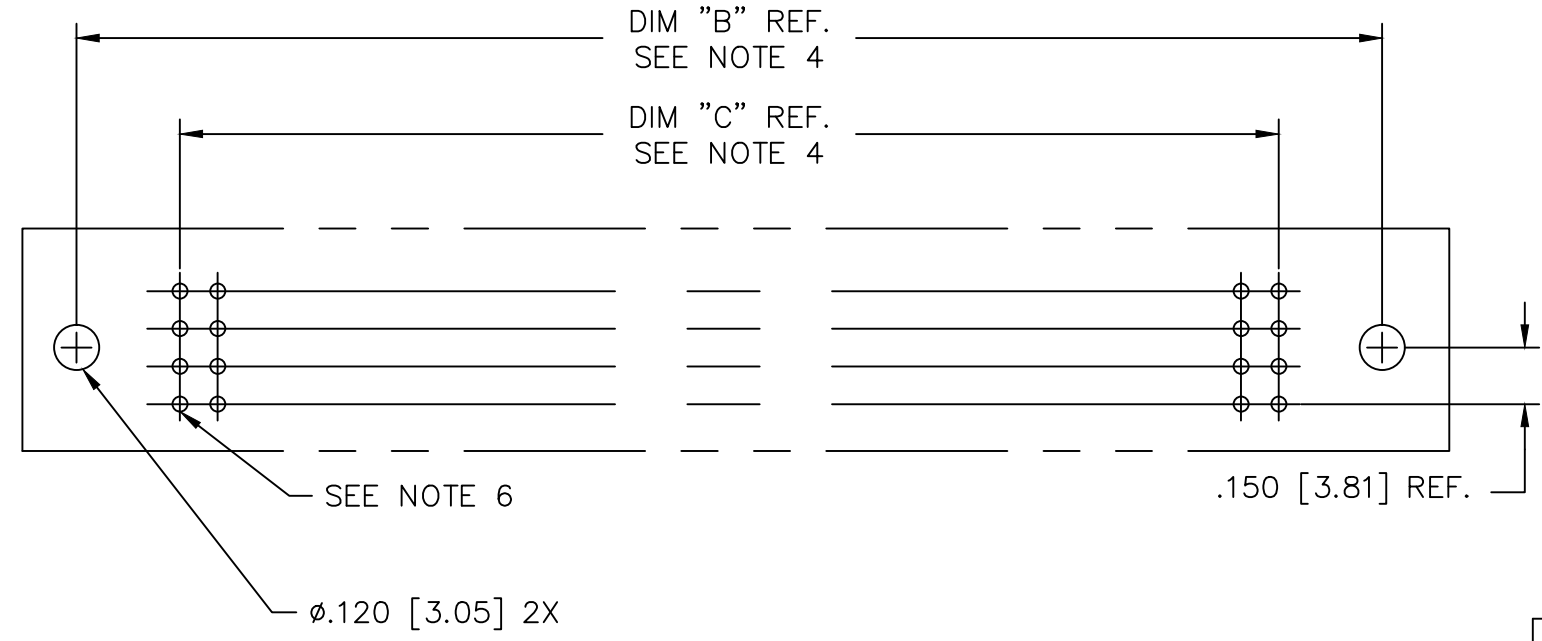 DIM "B" REF.
SEE NOTE 4
DIM "C" REF.
SEE NOTE 4
SEE NOTE 6
.150 [3.81] REF.
ø.120 [3.05] 2X